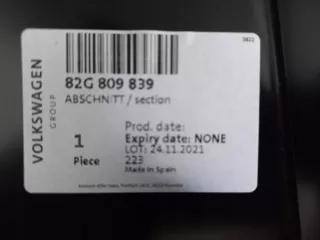 VOLKSWAGEN
GROUP
82G 809 839
ABSCHNITT / section
1
Piece
Prod. date:
Expiry date: NONE
LOT: 24.11.2021
223
Made in Spain